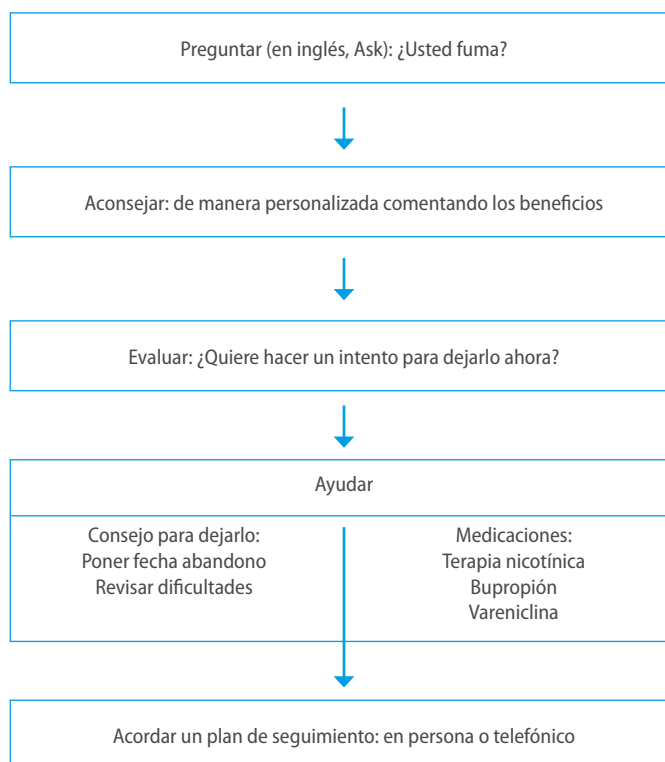 Preguntar (en inglés, Ask): ¿Usted fuma?
Aconsejar: de manera personalizada comentando los beneficios
Evaluar: ¿Quiere hacer un intento para dejarlo ahora?
Ayudar
Consejo para dejarlo:
Poner fecha abandono
Revisar dificultades
Medicaciones:
Terapia nicotínica
Bupropión
Vareniclina
Acordar un plan de seguimiento: en persona o telefónico